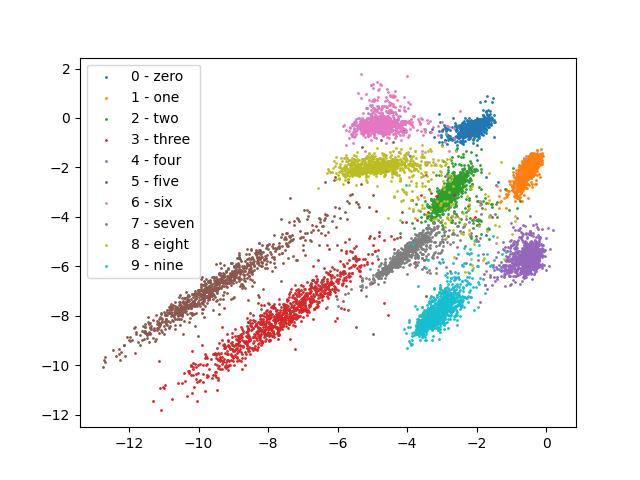 2
0
−2
−4
−6
−8
−10
−12
0 - zero
1 - one
2 - two
3 - three
4 - four
5 - five
6 - six
7 - seven
8 - eight
9 - nine
−12 −10 −8 −6 −4 −2 0